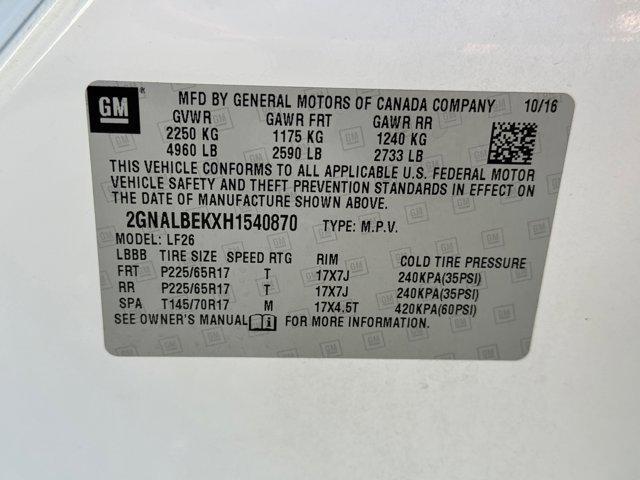 GM
MFD BY GENERAL MOTORS OF CANADA COMPANY 10/16
GVWR GAWR FRT GAWR RR
2250 KG 1175 KG 1240 KG
4960 LB 2590 LB 2733 LB
THIS VEHICLE CONFORMS TO ALL APPLICABLE U.S. FEDERAL MOTOR
VEHICLE SAFETY AND THEFT PREVENTION STANDARDS IN EFFECT ON
THE DATE OF MANUFACTURE SHOWN ABOVE.
2GNALBEKXH1540870 TYPE: M.P.V.
MODEL: LF26
LBBB TIRE SIZE SPEED RTG RIM COLD TIRE PRESSURE
FRT P225/65R17 T 17X7J 240KPA(35PSI)
RR P225/65R17 T 17X7J 240KPA(35PSI)
SPA T145/70R17 M 17X4.5T 420KPA(60PSI)
SEE OWNER'S MANUAL FOR MORE INFORMATION.